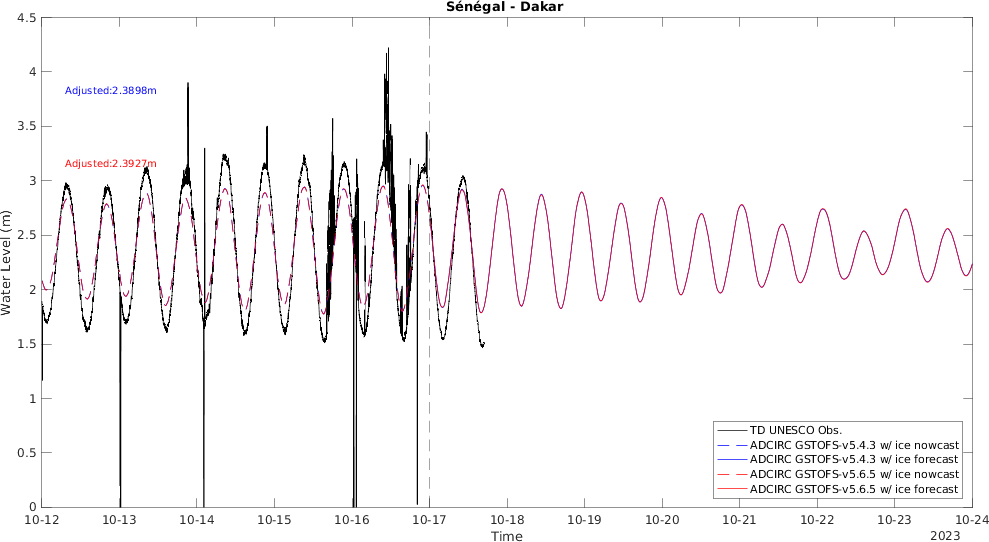 Sénégal - Dakar
4.5
4
3.5
3
2.5
2
1.5
1
0.5
0
Water Level (m)
Adjusted:2.3898m
Adjusted:2.3927m
TD UNESCO Obs.
ADCIRC GSTOFS-v5.4.3 w/ ice nowcast
ADCIRC GSTOFS-v5.4.3 w/ ice forecast
ADCIRC GSTOFS-v5.6.5 w/ ice nowcast
ADCIRC GSTOFS-v5.6.5 w/ ice forecast
10-12 10-13 10-14 10-15 10-16 10-17 10-18 10-19 10-20 10-21 10-22 10-23 10-24
Time
2023